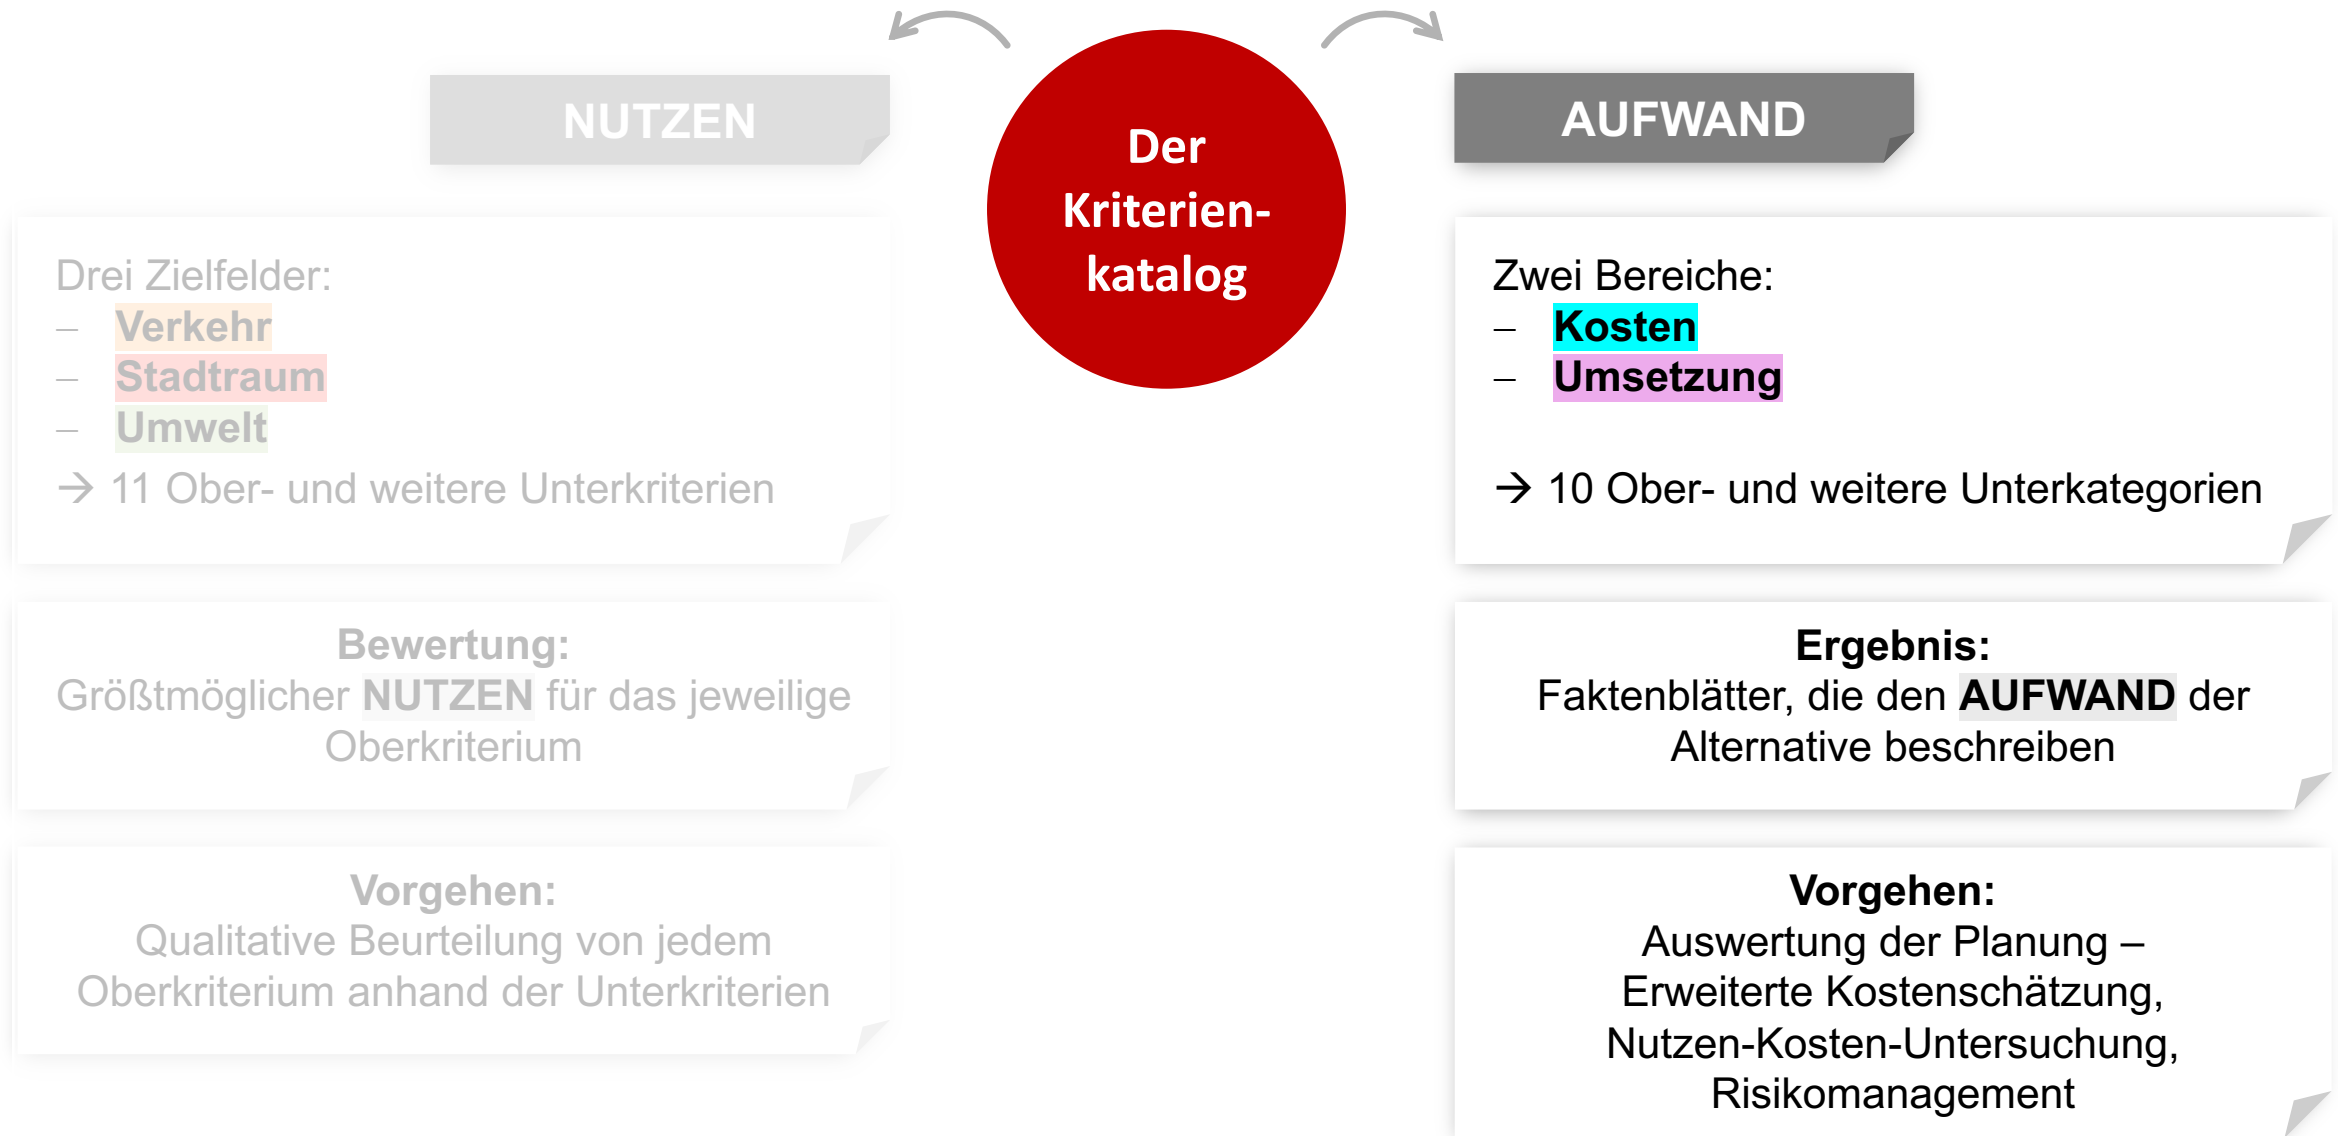 Der
Kriterien-
katalog
NUTZEN
Drei Zielfelder:
– Verkehr
– Stadtraum
– Umwelt
→ 11 Ober- und weitere Unterkriterien
Bewertung:
Größtmöglicher NUTZEN für das jeweilige
Oberkriterium
Vorgehen:
Qualitative Beurteilung von jedem
Oberkriterium anhand der Unterkriterien
AUFWAND
Zwei Bereiche:
– Kosten
– Umsetzung
→ 10 Ober- und weitere Unterkategorien
Ergebnis:
Faktenblätter, die den AUFWAND der
Alternative beschreiben
Vorgehen:
Auswertung der Planung –
Erweiterte Kostenschätzung,
Nutzen-Kosten-Untersuchung,
Risikomanagement